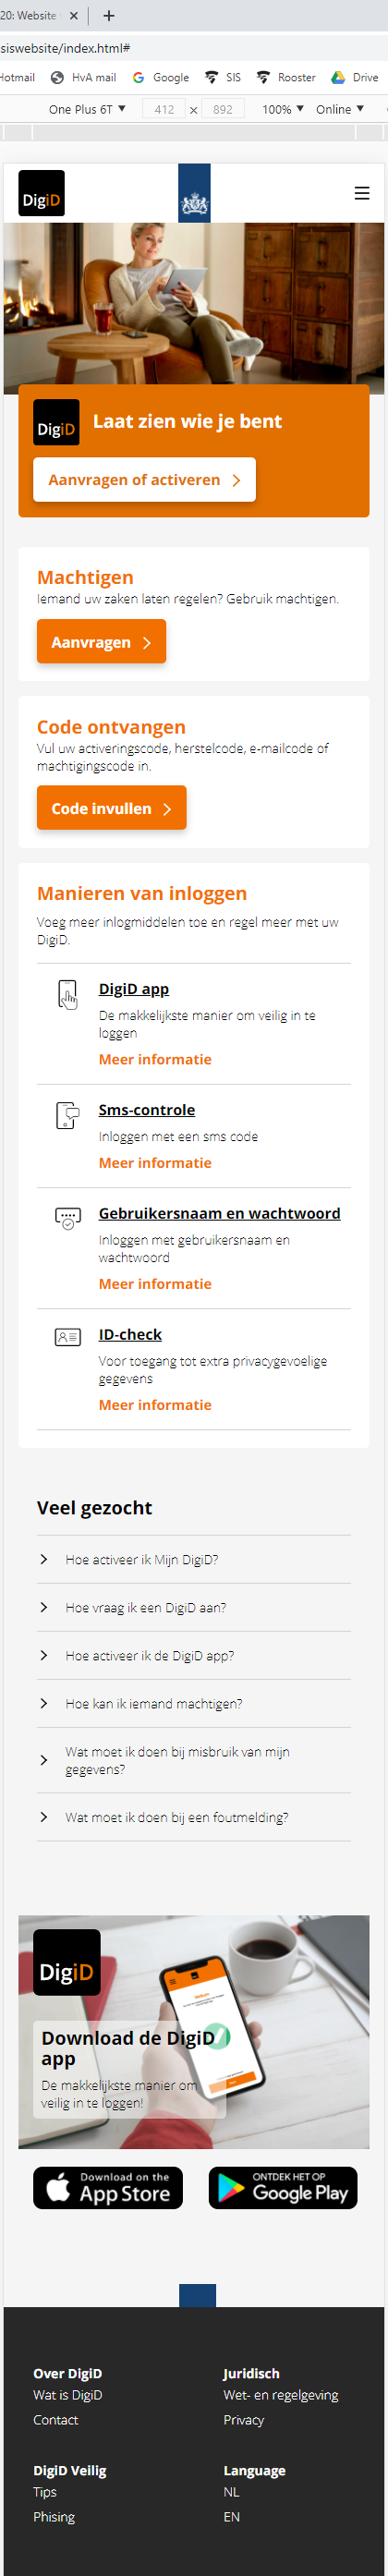 20: Website
siswebsite/index.html#
Hotmail HvA mail Google SIS Rooster Drive
One Plus 6T 412 x 892 100% Online
DigiD
DigiD Laat zien wie je bent
Aanvragen of activeren
Machtigen
Iemand uw zaken laten regelen? Gebruik machtigen.
Aanvragen
Code ontvangen
Vul uw activeringscode, herstelcode, e-mailcode of
machtigingscode in.
Code invullen
Manieren van inloggen
Voeg meer inlogmiddelen toe en regel meer met uw
DigiD.
DigiD app
De makkelijkste manier om veilig in te
loggen
Meer informatie
Sms-controle
Inloggen met een sms code
Meer informatie
Gebruikersnaam en wachtwoord
Inloggen met gebruikersnaam en
wachtwoord
Meer informatie
ID-check
Voor toegang tot extra privacygevoelige
gegevens
Meer informatie
Veel gezocht
Hoe activeer ik Mijn DigiD?
Hoe vraag ik een DigiD aan?
Hoe activeer ik de DigiD app?
Hoe kan ik iemand machtigen?
Wat moet ik doen bij misbruik van mijn
gegevens?
Wat moet ik doen bij een foutmelding?
DigiD
Download de DigiD
app
De makkelijkste manier om
veilig in te loggen!
Download on the
App Store
ONTDEK HET OP
Google Play
Over DigiD
Wat is DigiD
Contact
Juridisch
Wet- en regelgeving
Privacy
DigiD Veilig
Tips
Phising
Language
NL
EN